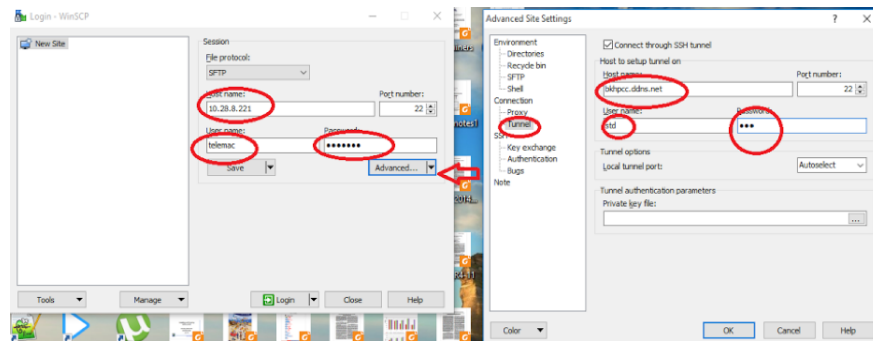 Login - WinSCP
New Site
Session
File protocol:
SFTP
Host name:
Port number:
10.28.8.221
22
User name:
Password:
telemac
•••••••
Save
Advanced...
Tools
Manage
Login
Close
Help
Advanced Site Settings
Environment
Directories
Recycle bin
SFTP
Shell
Connection
Proxy
Tunnel
Key exchange
Authentication
Bugs
Note
Connect through SSH tunnel
Host to setup tunnel on
Host name:
Port number:
bkhpcc.ddns.net
22
User name:
Password:
•••
Tunnel options
Local tunnel port:
Autoselect
Tunnel authentication parameters
Private key file:
...
Color
OK
Cancel
Help